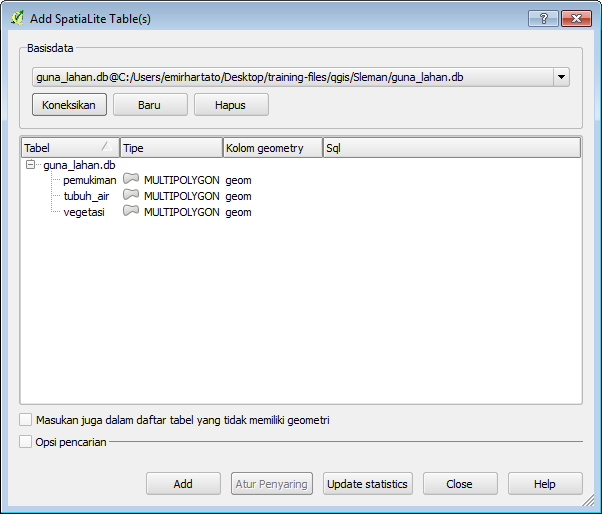 Add SpatiaLite Table(s)
Basisdata
guna_lahan.db@C:/Users/emirhartato/Desktop/training-files/qgis/Sleman/guna_lahan.db
Koneksikan Baru Hapus
Tabel Tipe Kolom geometry Sql
guna_lahan.db
pemukiman MULTIPOLYGON geom
tubuh_air MULTIPOLYGON geom
vegetasi MULTIPOLYGON geom
Masukan juga dalam daftar tabel yang tidak memiliki geometri
Opsi pencarian
Add Atur Penyaring Update statistics Close Help